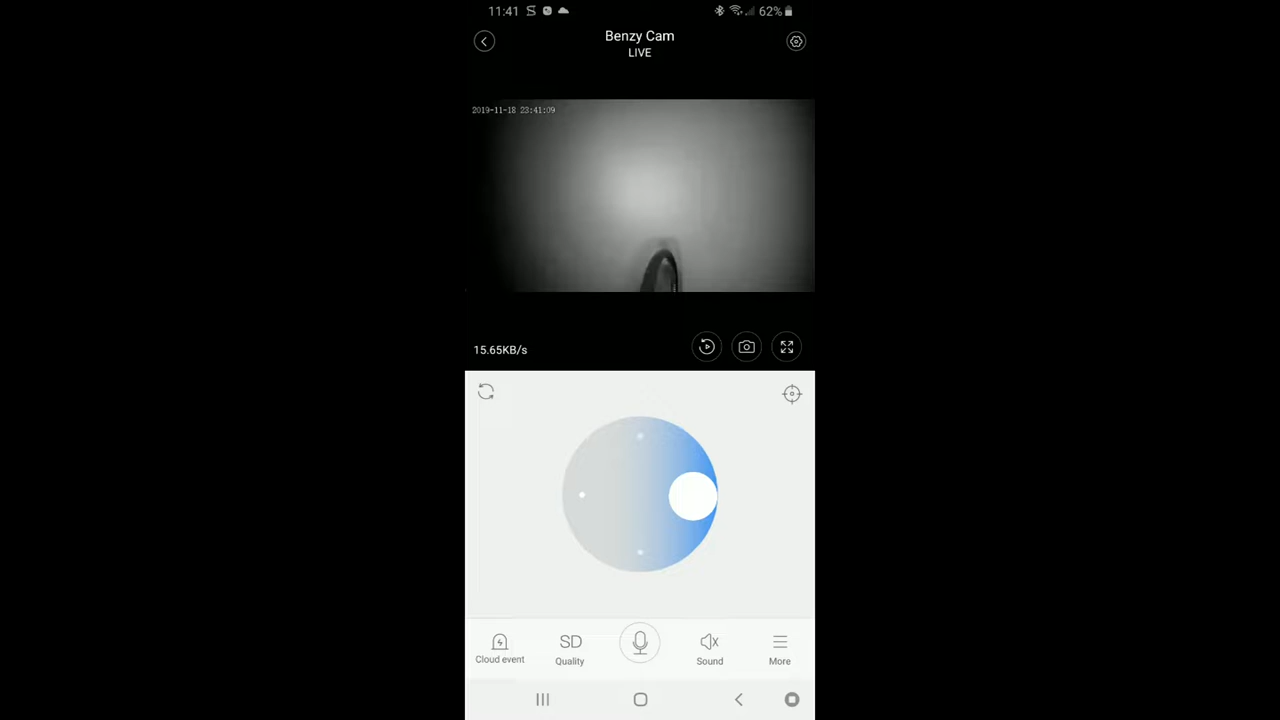 11:41 62%
Benzy Cam
LIVE
2019-11-18 23:41:09
15.65KB/s
SD
Cloud event Quality Sound More